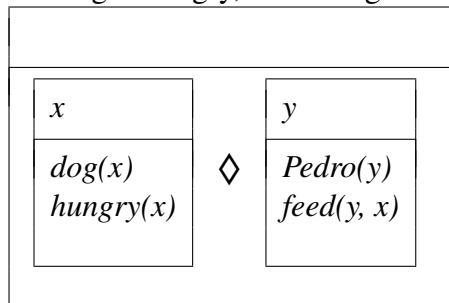 x
dog(x)
hungry(x)
◊
y
Pedro(y)
feed(y, x)